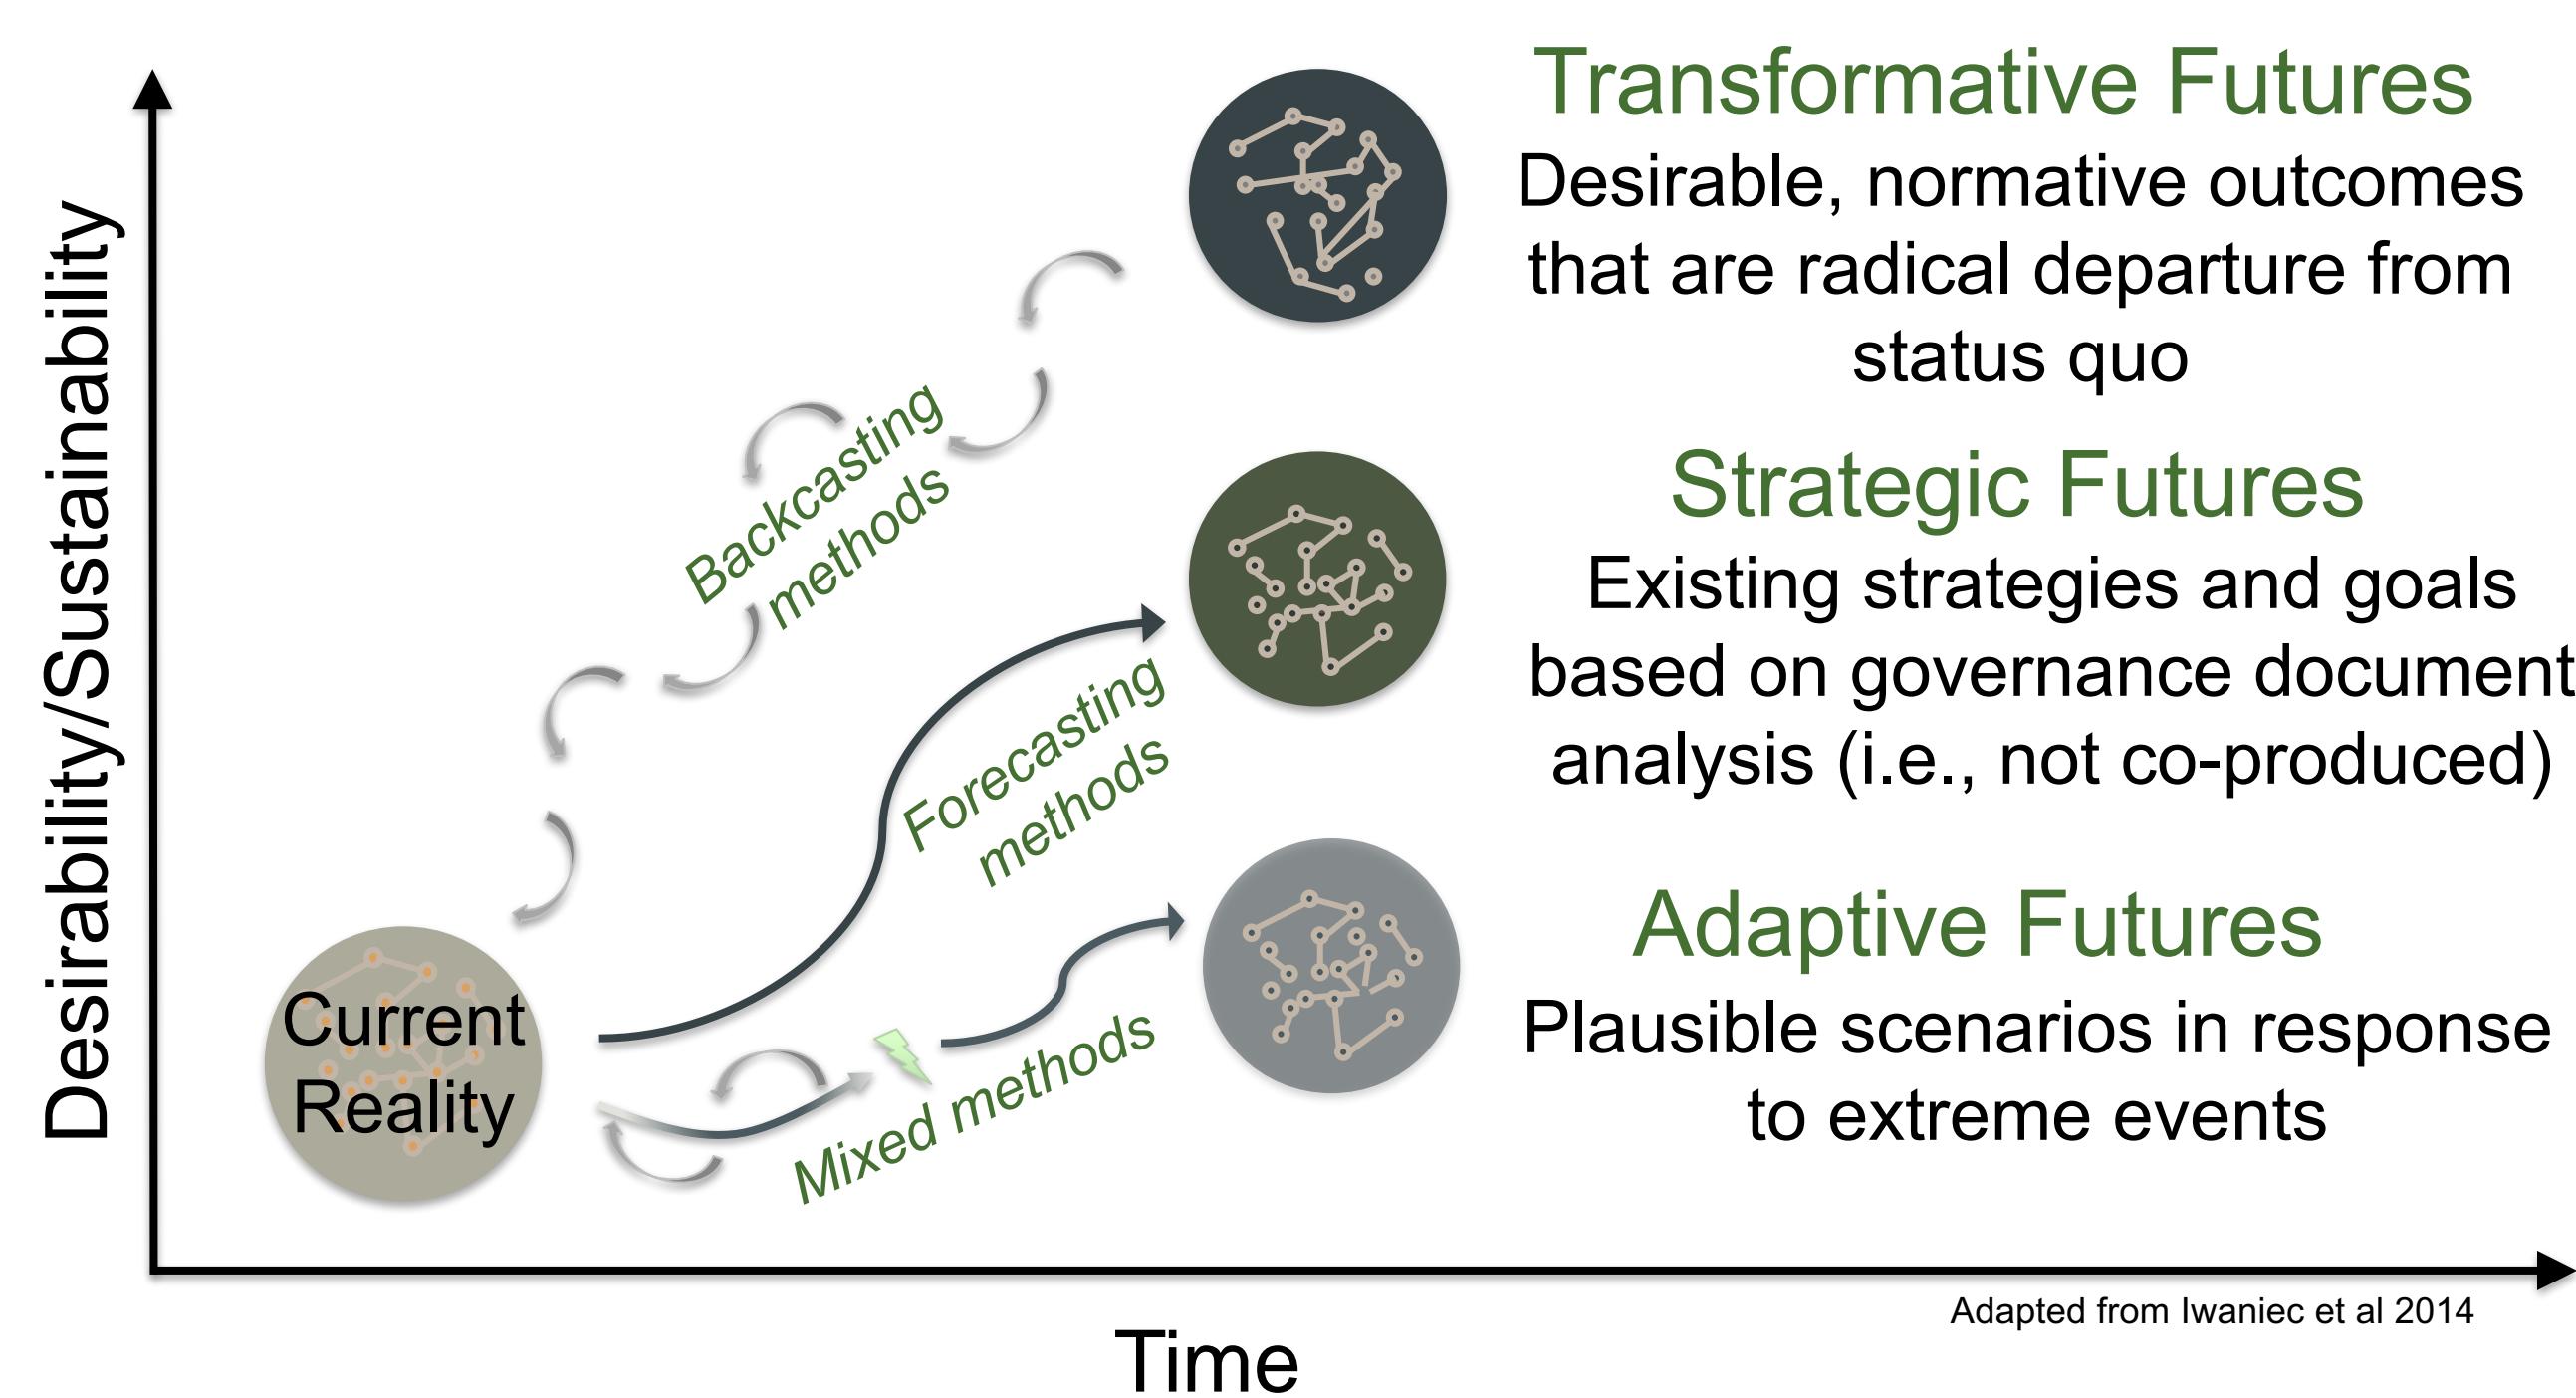 Desirability/Sustainability
Transformative Futures
Desirable, normative outcomes
that are radical departure from
status quo
Backcasting
methods
Strategic Futures
Existing strategies and goals
based on governance document
analysis (i.e., not co-produced)
Forecasting
methods
Adaptive Futures
Plausible scenarios in response
to extreme events
Current
Reality
Mixed methods
Adapted from Iwaniec et al 2014
Time